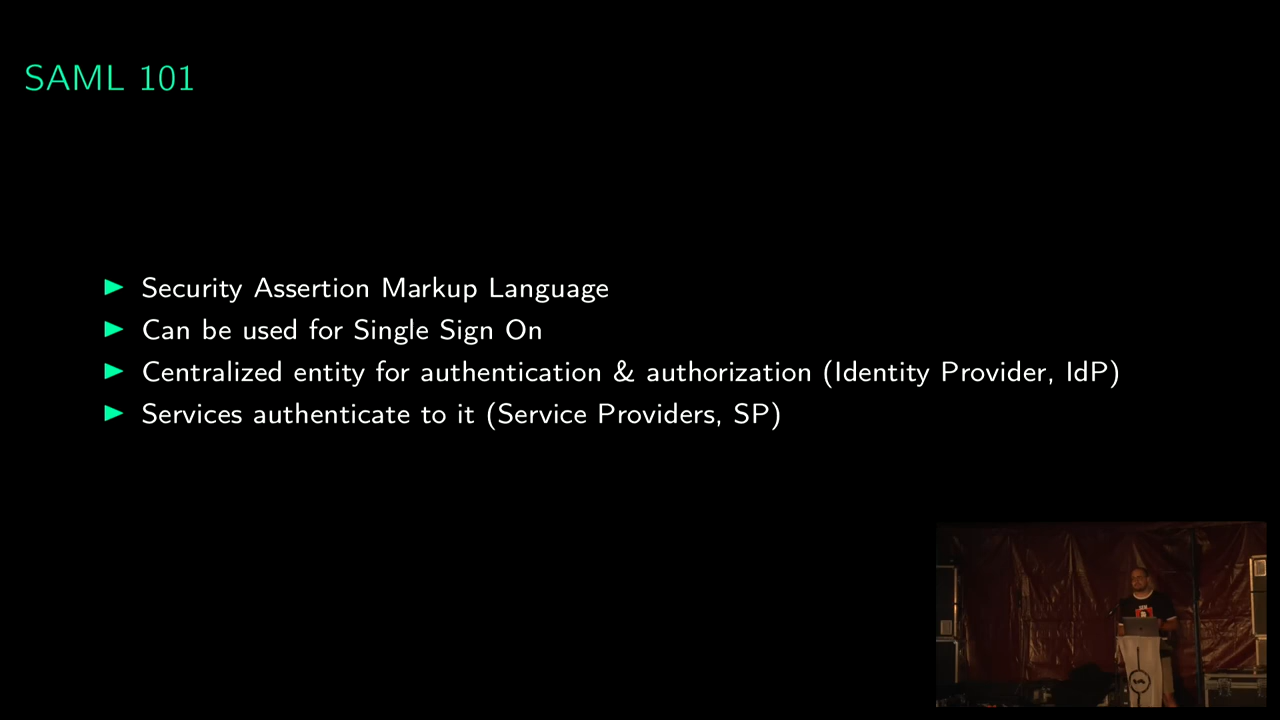 SAML 101
Security Assertion Markup Language
Can be used for Single Sign On
Centralized entity for authentication & authorization (Identity Provider, IdP)
Services authenticate to it (Service Providers, SP)